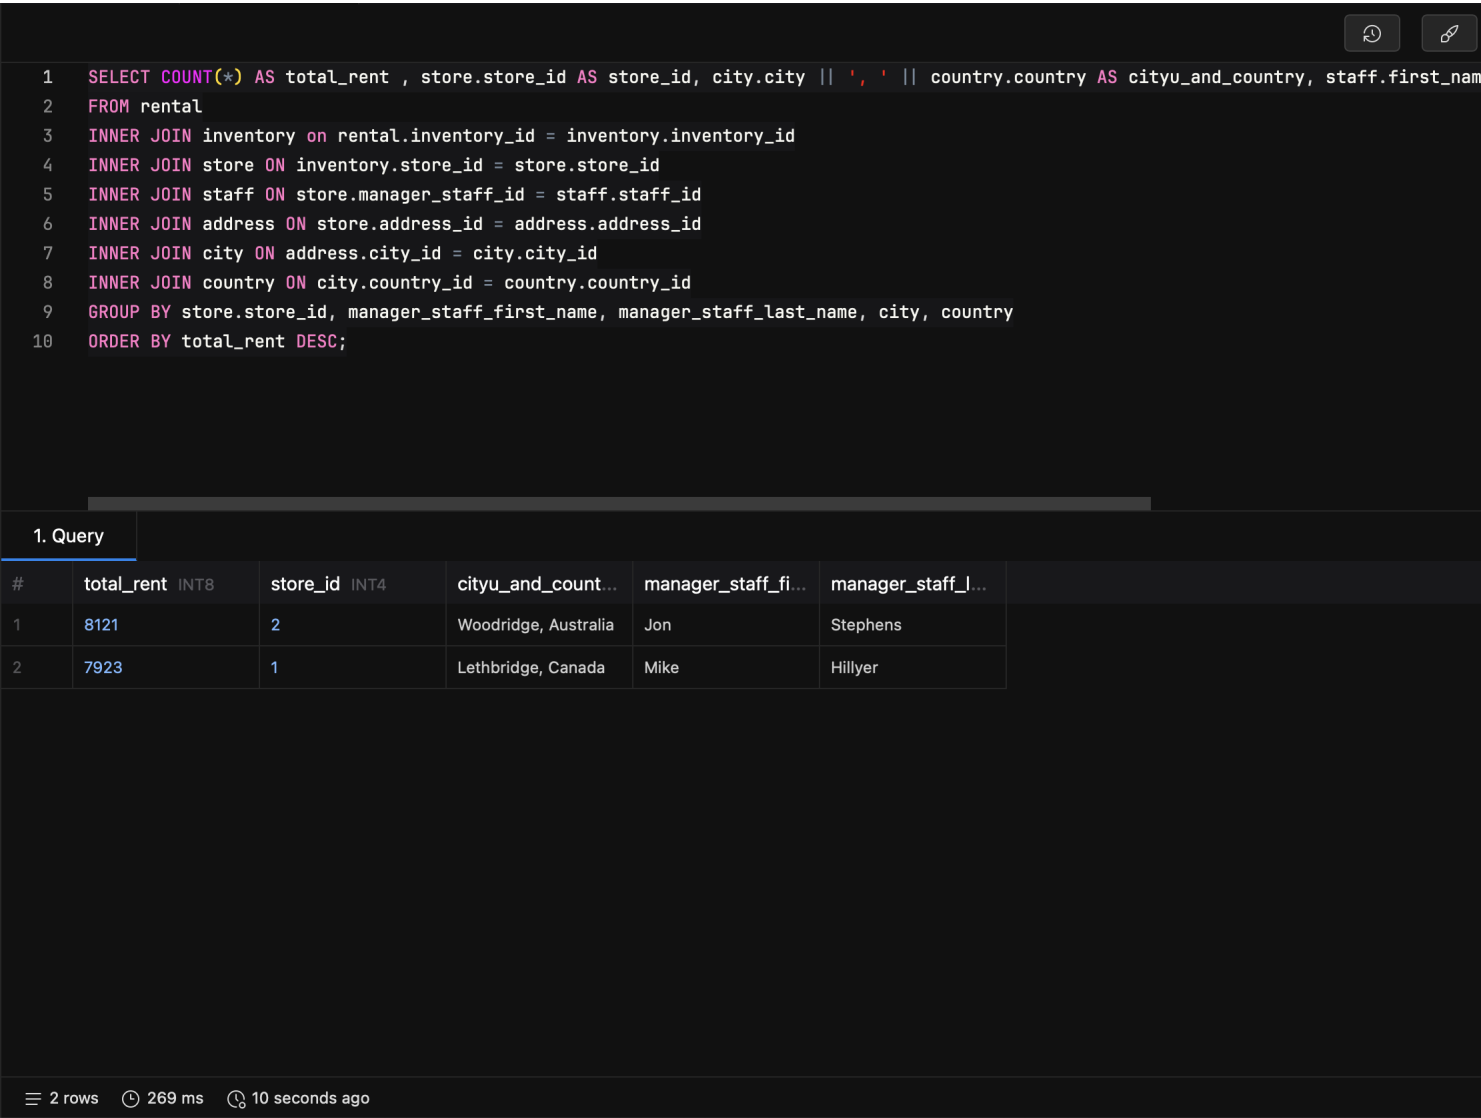 1 SELECT COUNT(*) AS total_rent , store.store_id AS store_id, city.city || ', ' || country.country AS cityu_and_country, staff.first_nam
2 FROM rental
3 INNER JOIN inventory on rental.inventory_id = inventory.inventory_id
4 INNER JOIN store ON inventory.store_id = store.store_id
5 INNER JOIN staff ON store.manager_staff_id = staff.staff_id
6 INNER JOIN address ON store.address_id = address.address_id
7 INNER JOIN city ON address.city_id = city.city_id
8 INNER JOIN country ON city.country_id = country.country_id
9 GROUP BY store.store_id, manager_staff_first_name, manager_staff_last_name, city, country
10 ORDER BY total_rent DESC;
1. Query
# total_rent INT8 store_id INT4 cityu_and_count... manager_staff_fi... manager_staff_l...
1 8121 2 Woodridge, Australia Jon Stephens
2 7923 1 Lethbridge, Canada Mike Hillyer
2 rows 269 ms 10 seconds ago